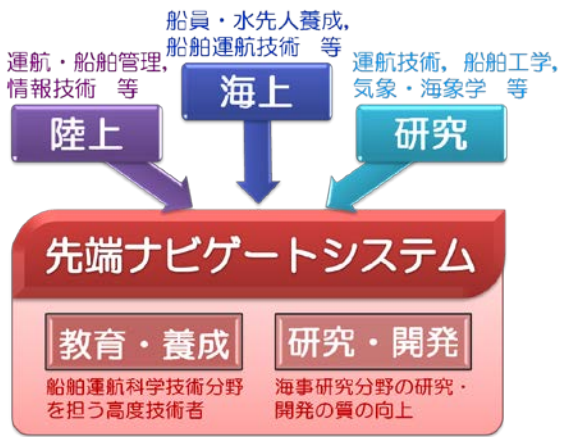 船員・水先人養成,
船舶運航技術 等
運航・船舶管理,
情報技術 等
運航技術, 船舶工学,
気象・海象学 等
陸上
海上
研究
先端ナビゲートシステム
教育・養成
船舶運航科学技術分野
を担う高度技術者
研究・開発
海事研究分野の研究・
開発の質の向上